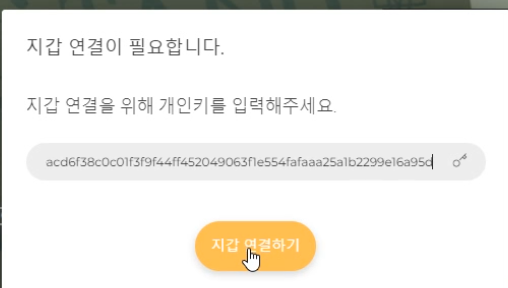 지갑 연결이 필요합니다.
지갑 연결을 위해 개인키를 입력해주세요.
acd6f38c0c01f3f9f44ff452049063f1e554fafaaa25a1b2299e16a95d
지갑 연결하기